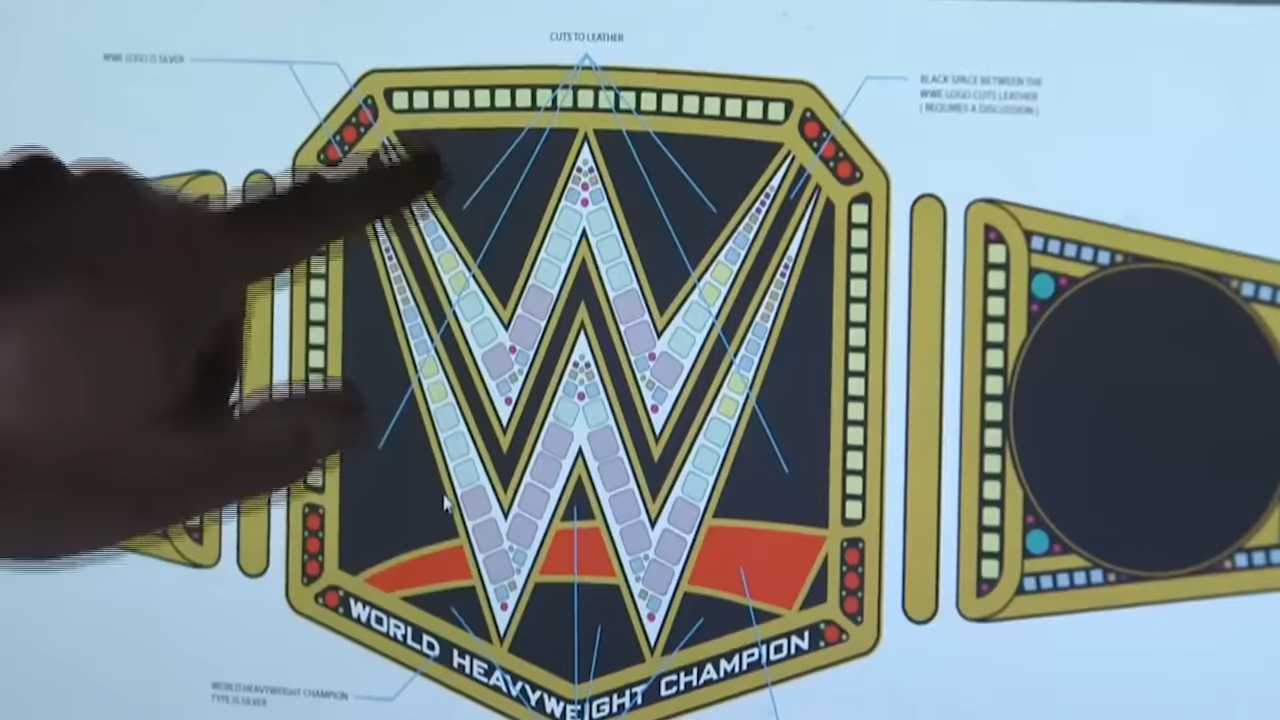 CUTS TO LEATHER
WWE LOGO IS SILVER
BLACK SPACE BETWEEN THE
WWE LOGO CUTS LEATHER
( REQUIRES A DISCUSSION )
WORLD HEAVYWEIGHT CHAMPION
WORLD HEAVYWEIGHT CHAMPION
TYPE IS SILVER